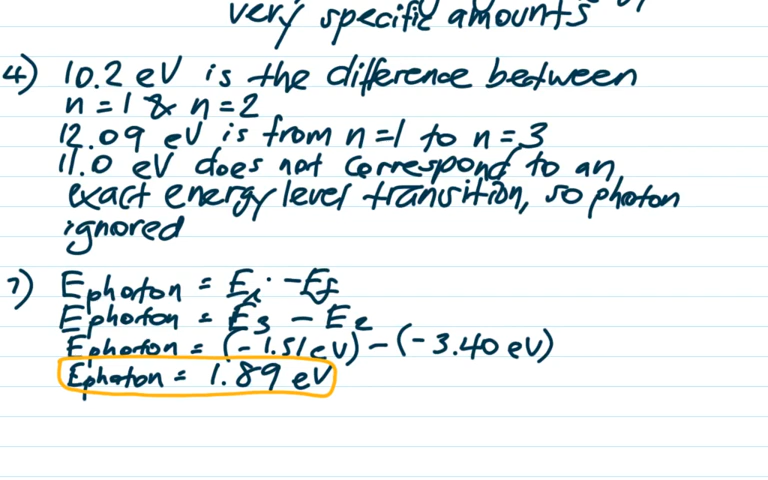 very specific amounts
4) 10.2 eV is the difference between
n = 1 & n = 2
12.09 eV is from n = 1 to n = 3
11.0 eV does not correspond to an
exact energy level transition, so photon
ignored
7) Ephoton = Ei - Ef
Ephoton = E3 - E2
Ephoton = (-1.51 eV) - (-3.40 eV)
Ephoton = 1.89 eV